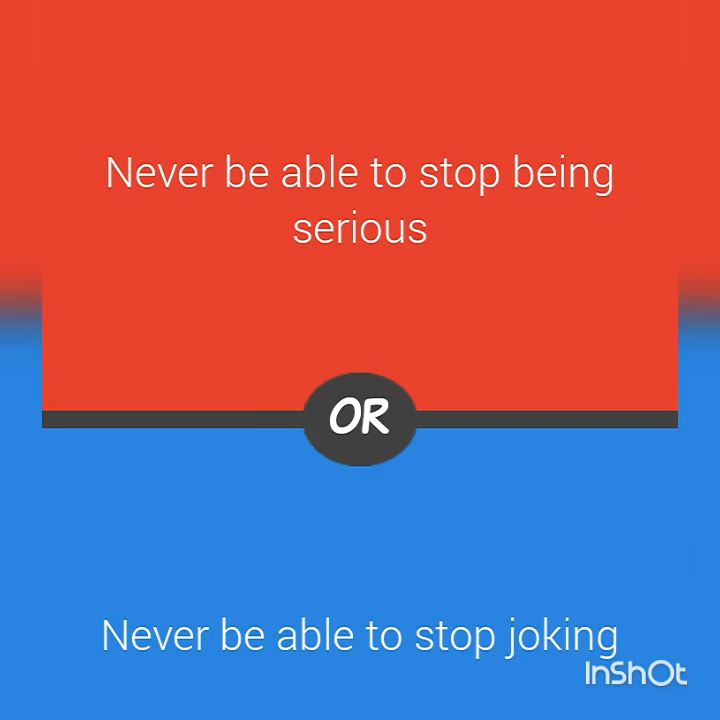 Never be able to stop being
serious
OR
Never be able to stop joking
InShOt